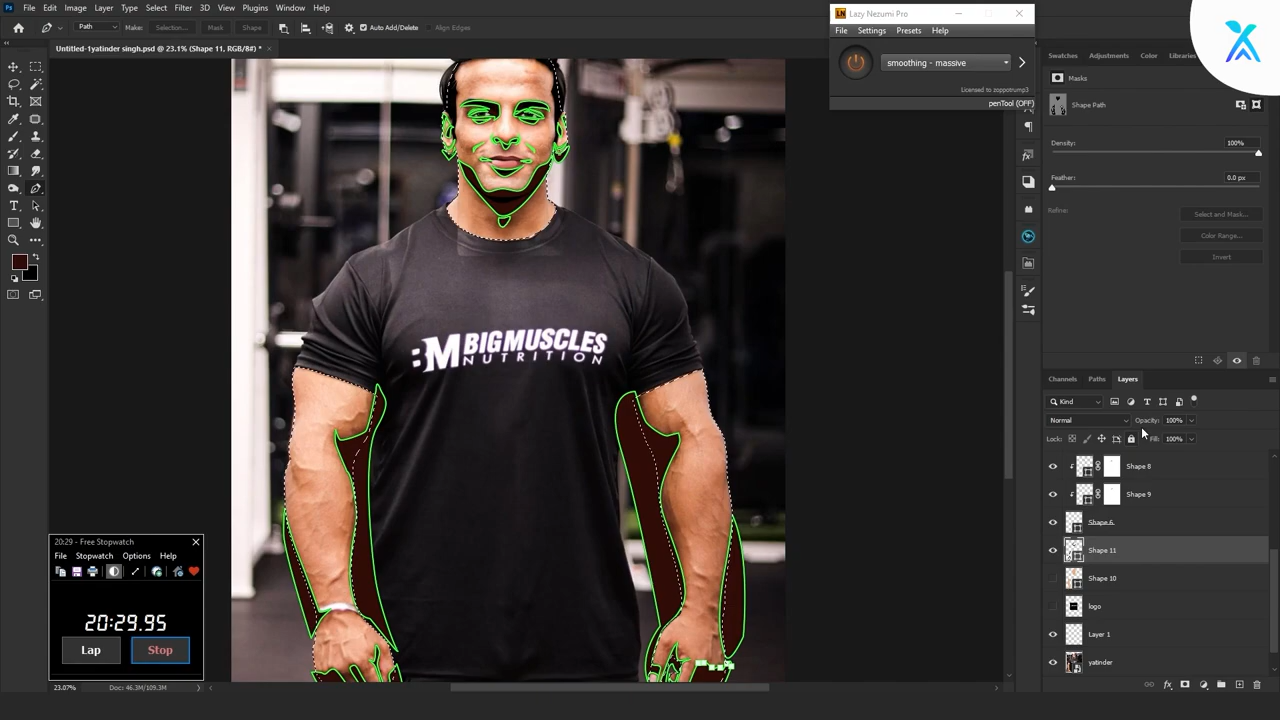 File Edit Image Layer Type Select Filter 3D View Plugins Window Help
Path Make: Selection... Mask Shape Auto Add/Delete Align Edges
Untitled-1yatinder singh.psd @ 23.1% (Shape 11, RGB/8#) *
Lazy Nezumi Pro
File Settings Presets Help
smoothing - massive
Licensed to zoppotrump3
penTool (OFF)
Swatches Adjustments Color Libraries
Masks
Shape Path
Density: 100%
Feather: 0.0 px
Refine: Select and Mask...
Color Range...
Invert
BM BIGMUSCLES
NUTRITION
Channels Paths Layers
Kind
Normal Opacity: 100%
Lock: Fill: 100%
Shape 8
Shape 9
Shape 6
Shape 11
Shape 10
logo
Layer 1
yatinder
20:29 - Free Stopwatch
File Stopwatch Options Help
20:29.95
Lap Stop
23.07% Doc: 46.3M/109.3M